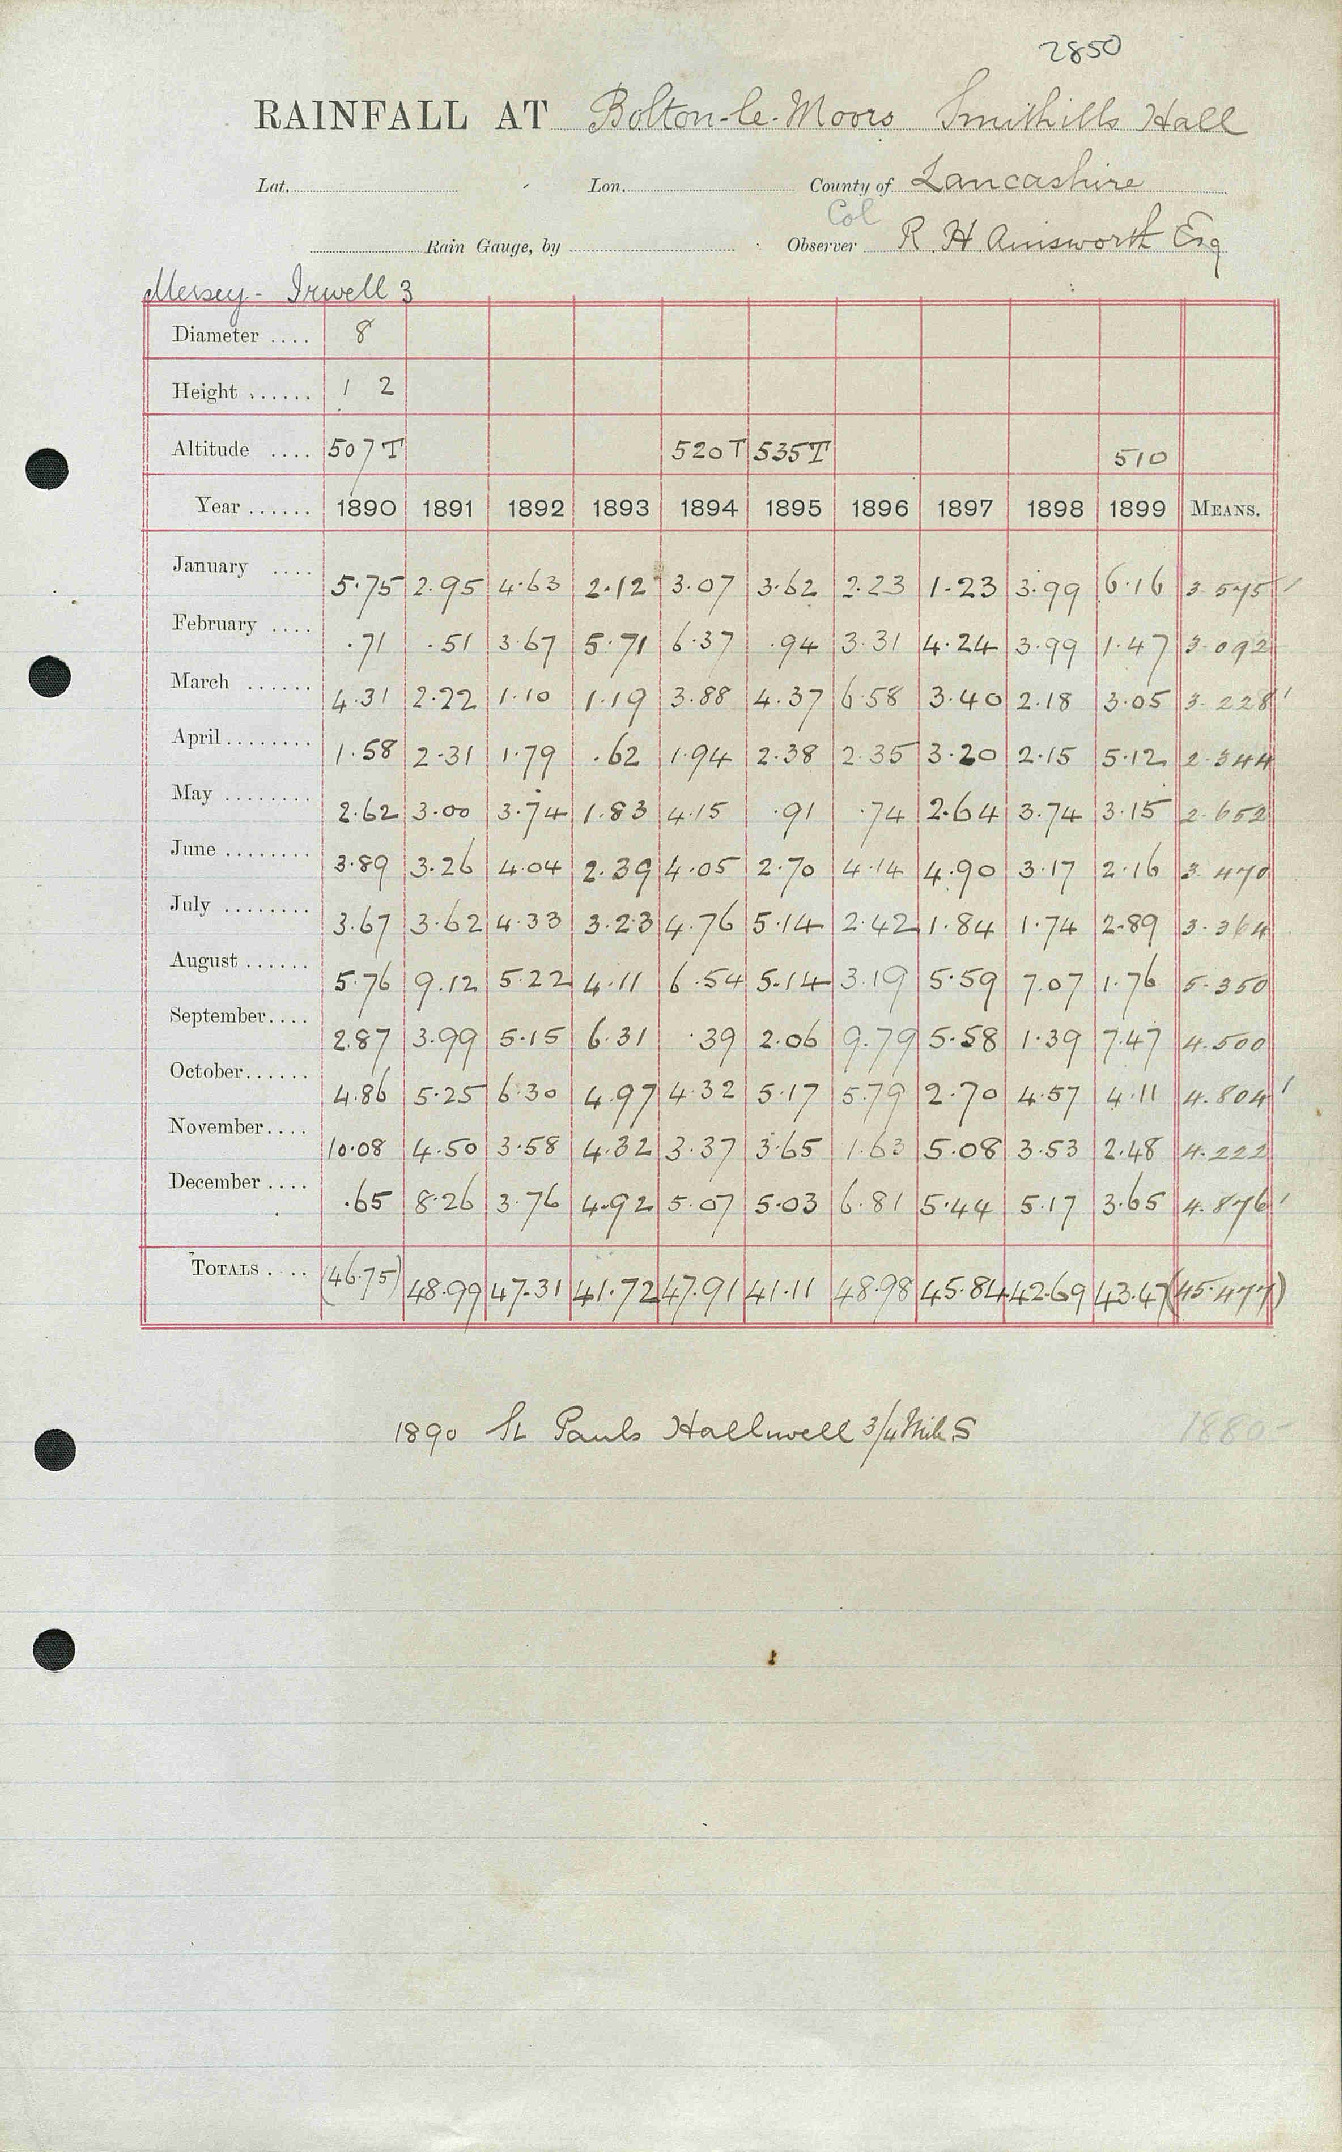 2850
RAINFALL AT Bolton-le-Moors Smithills Hall
Lat. Lon. County of Lancashire
Col
Rain Gauge, by Observer R. H. Ainsworth Esq
Mersey - Irwell 3
Diameter .... 8
Height ...... 1 2
Altitude .... 507 T 520 T 535 T 510
Year ...... 1890 1891 1892 1893 1894 1895 1896 1897 1898 1899 MEANS.
January .... 5.75 2.95 4.63 2.12 3.07 3.62 2.23 1.23 3.99 6.16 3.575
February .... .71 .51 3.67 5.71 6.37 .94 3.31 4.24 3.99 1.47 3.092
March ...... 4.31 2.22 1.10 1.19 3.88 4.37 6.58 3.40 2.18 3.05 3.228
April ........ 1.58 2.31 1.79 .62 1.94 2.38 2.35 3.20 2.15 5.12 2.344
May ........ 2.62 3.00 3.74 1.83 4.15 .91 .74 2.64 3.74 3.15 2.652
June ........ 3.89 3.26 4.04 2.39 4.05 2.70 4.14 4.90 3.17 2.16 3.470
July ........ 3.67 3.62 4.33 3.23 4.76 5.14 2.42 1.84 1.74 2.89 3.364
August ...... 5.76 9.12 5.22 4.11 6.54 5.14 3.19 5.59 7.07 1.76 5.350
September.... 2.87 3.99 5.15 6.31 .39 2.06 9.79 5.58 1.39 7.47 4.500
October...... 4.86 5.25 6.30 4.97 4.32 5.17 5.79 2.70 4.57 4.11 4.804
November.... 10.08 4.50 3.58 4.32 3.37 3.65 1.63 5.08 3.53 2.48 4.222
December .... .65 8.26 3.76 4.92 5.07 5.03 6.81 5.44 5.17 3.65 4.876
TOTALS .... (46.75) 48.99 47.31 41.72 47.91 41.11 48.98 45.84 42.69 43.47 (45.477)
1890 St Pauls Halliwell 3/4 Mile S
1880-